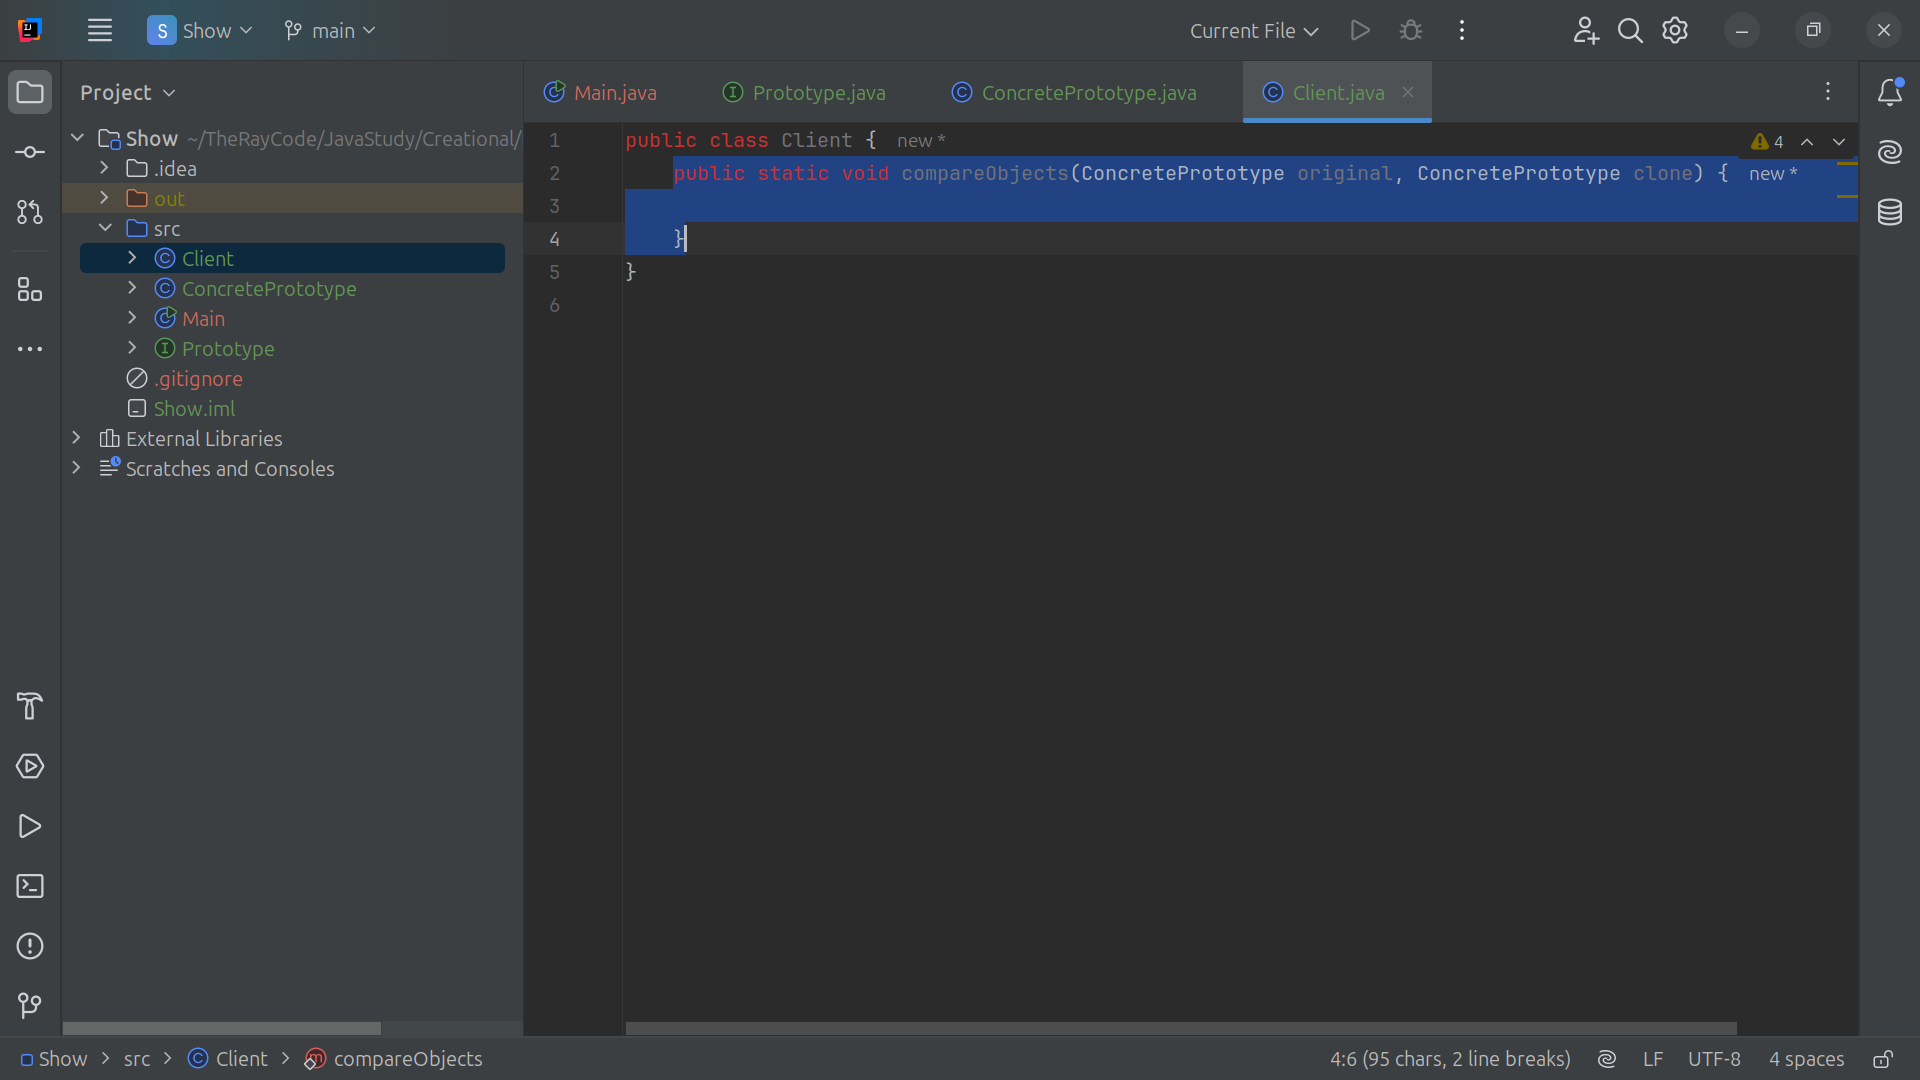 S Show main Current File
Project
Main.java Prototype.java ConcretePrototype.java Client.java
Show ~/TheRayCode/JavaStudy/Creational/
.idea
out
src
Client
ConcretePrototype
Main
Prototype
.gitignore
Show.iml
External Libraries
Scratches and Consoles
1 public class Client { new *
4
2 public static void compareObjects(ConcretePrototype original, ConcretePrototype clone) { new *
3
4 }
5 }
6
Show > src > Client > compareObjects
4:6 (95 chars, 2 line breaks) LF UTF-8 4 spaces